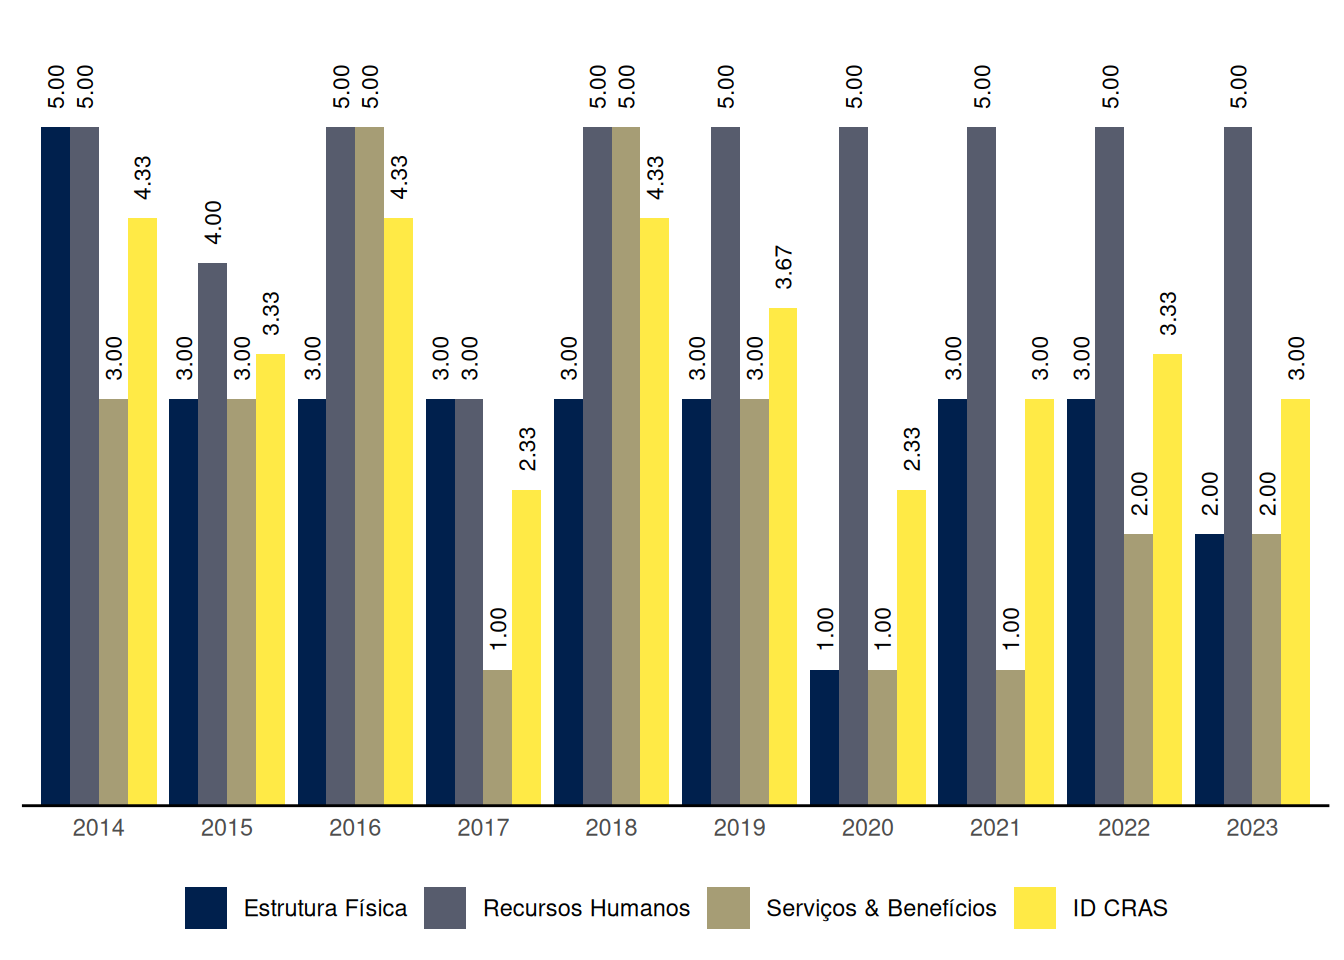 5.00 5.00 3.00 4.33
3.00 4.00 3.00 3.33
3.00 5.00 5.00 4.33
3.00 3.00 1.00 2.33
3.00 5.00 5.00 4.33
3.00 5.00 3.00 3.67
1.00 5.00 1.00 2.33
3.00 5.00 1.00 3.00
3.00 5.00 2.00 3.33
2.00 5.00 2.00 3.00
2014 2015 2016 2017 2018 2019 2020 2021 2022 2023
Estrutura Física Recursos Humanos Serviços & Benefícios ID CRAS